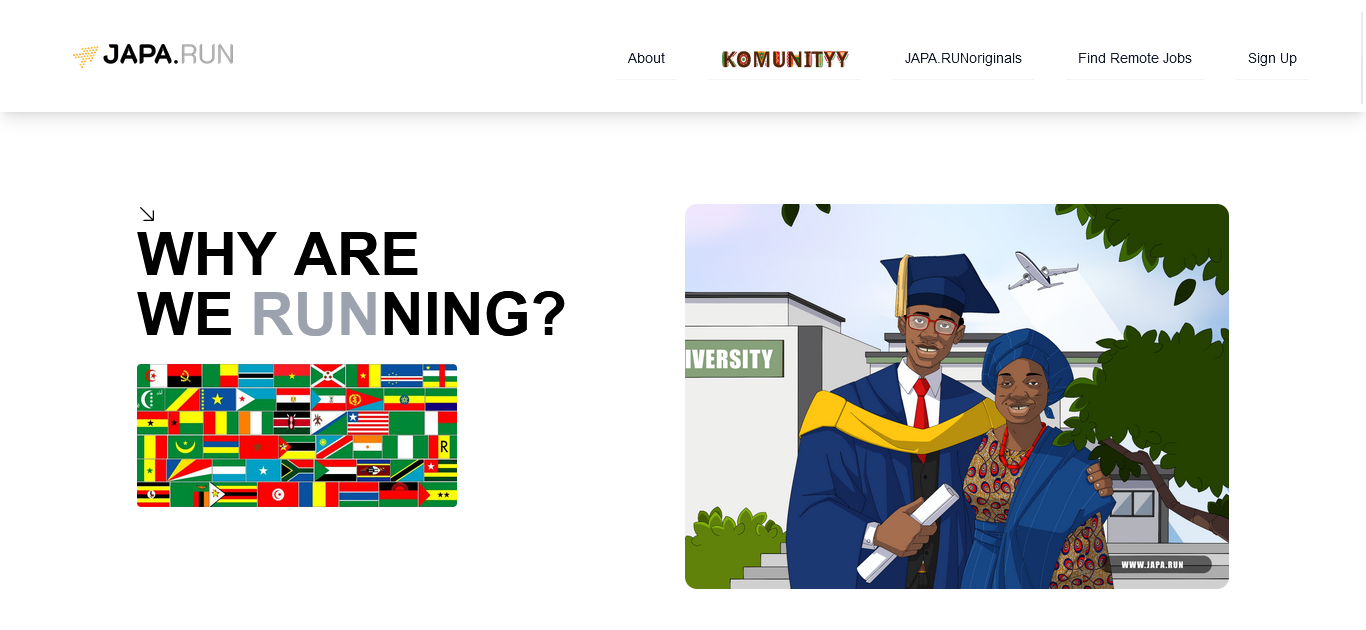 JAPA.RUN
About
KOMUNITYY
JAPA.RUNoriginals
Find Remote Jobs
Sign Up
WHY ARE
WE RUNNING?
IVERSITY
R
WWW.JAPA.RUN